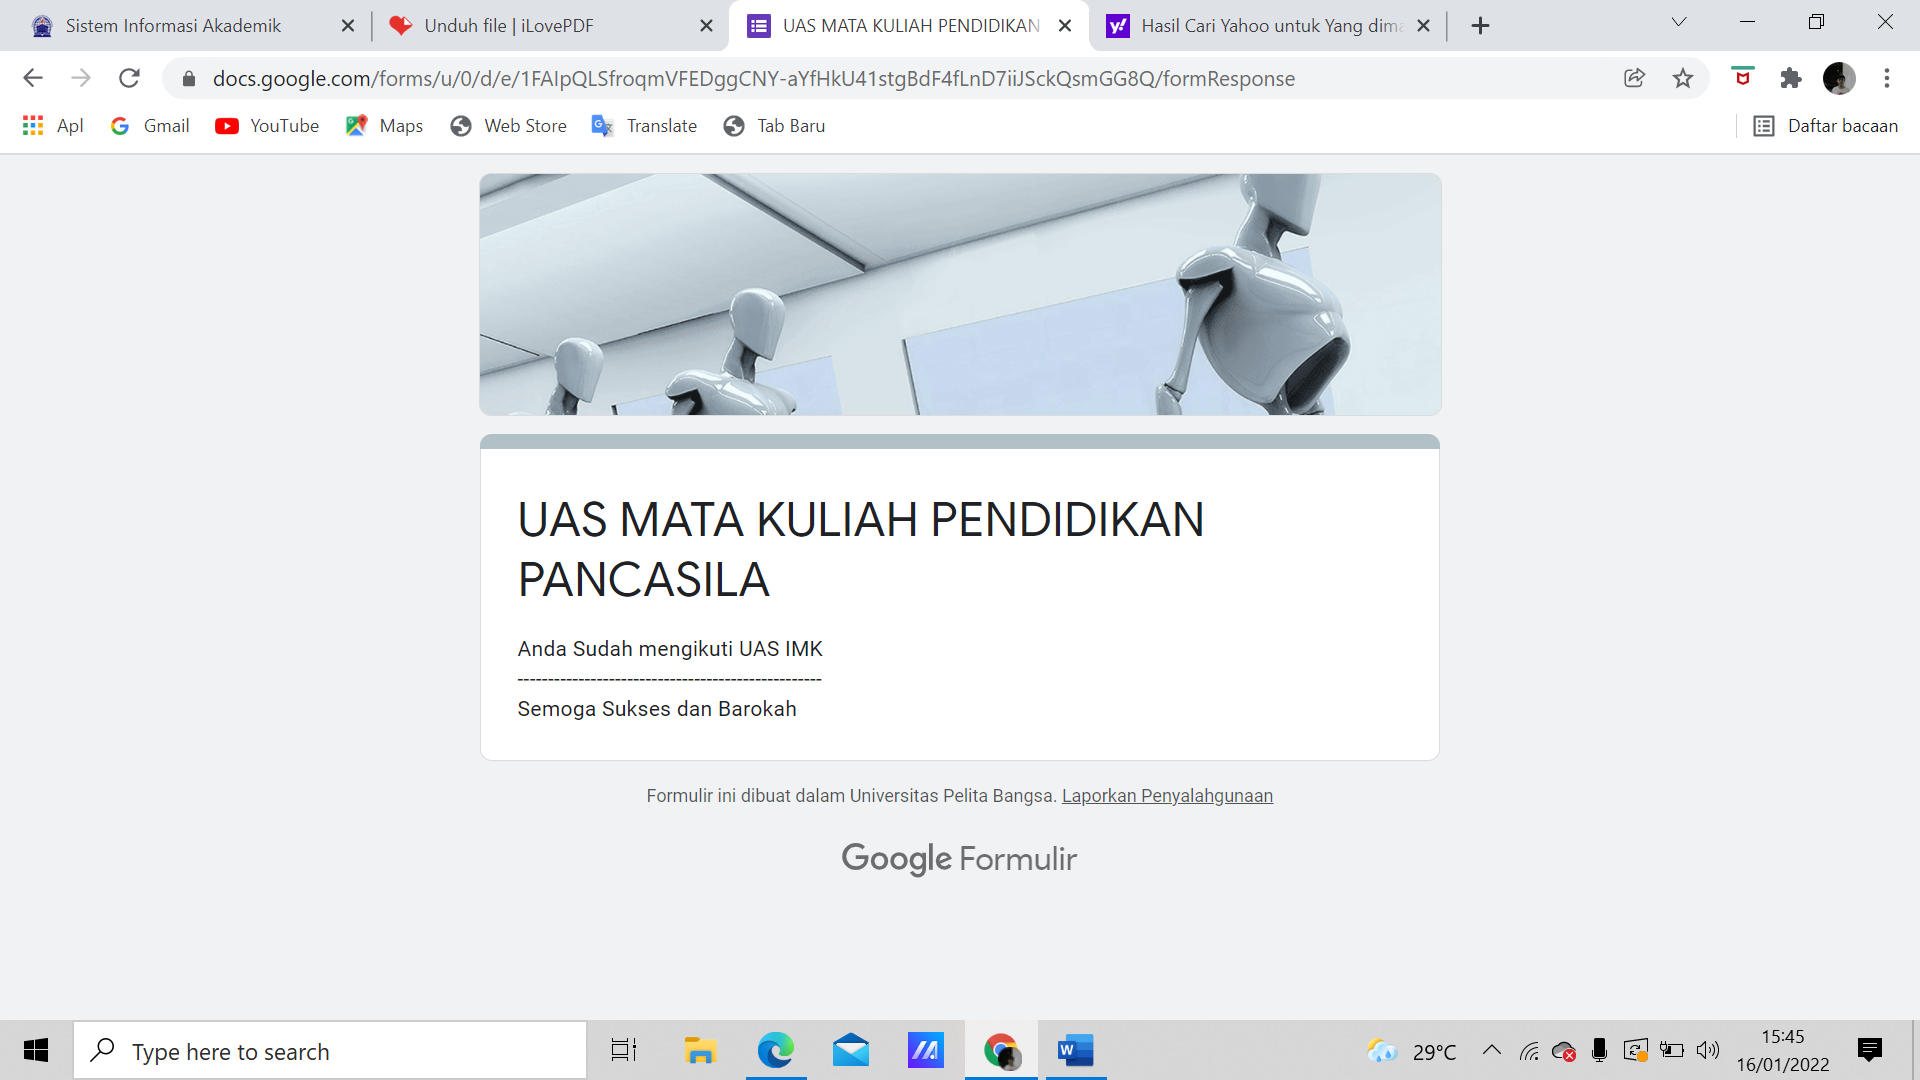 Sistem Informasi Akademik
Unduh file | iLovePDF
UAS MATA KULIAH PENDIDIKAN
Hasil Cari Yahoo untuk Yang dima
docs.google.com/forms/u/0/d/e/1FAIpQLSfroqmVFEDggCNY-aYfHkU41stgBdF4fLnD7iiJSckQsmGG8Q/formResponse
Apl
Gmail
YouTube
Maps
Web Store
Translate
Tab Baru
Daftar bacaan
UAS MATA KULIAH PENDIDIKAN
PANCASILA
Anda Sudah mengikuti UAS IMK
--------------------------------------------------
Semoga Sukses dan Barokah
Formulir ini dibuat dalam Universitas Pelita Bangsa. Laporkan Penyalahgunaan
Google Formulir
Type here to search
29°C
15:45
16/01/2022